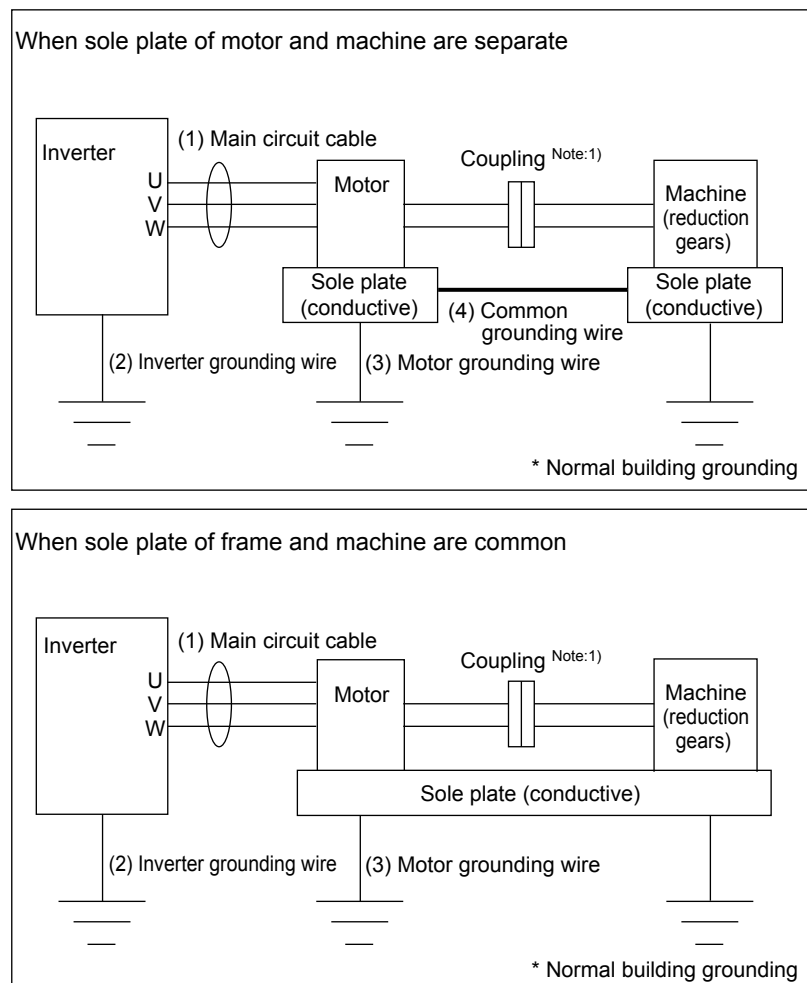 When sole plate of motor and machine are separate
Inverter
(1) Main circuit cable
U
V
W
Motor
Coupling Note:1)
Machine
(reduction
gears)
Sole plate
(conductive)
Sole plate
(conductive)
(4) Common
grounding wire
(2) Inverter grounding wire
(3) Motor grounding wire
* Normal building grounding
When sole plate of frame and machine are common
Inverter
(1) Main circuit cable
U
V
W
Motor
Coupling Note:1)
Machine
(reduction
gears)
Sole plate (conductive)
(2) Inverter grounding wire
(3) Motor grounding wire
* Normal building grounding